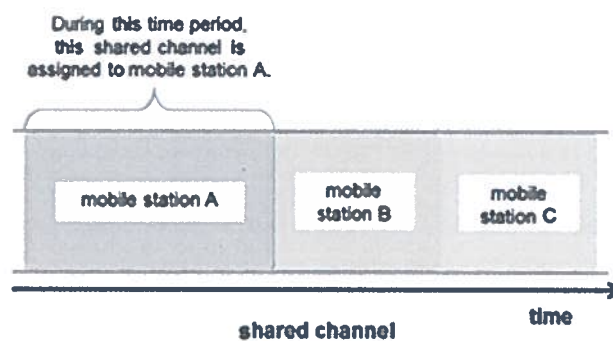 During this time period,
this shared channel is
assigned to mobile station A.
mobile station A
mobile
station B
mobile
station C
time
shared channel